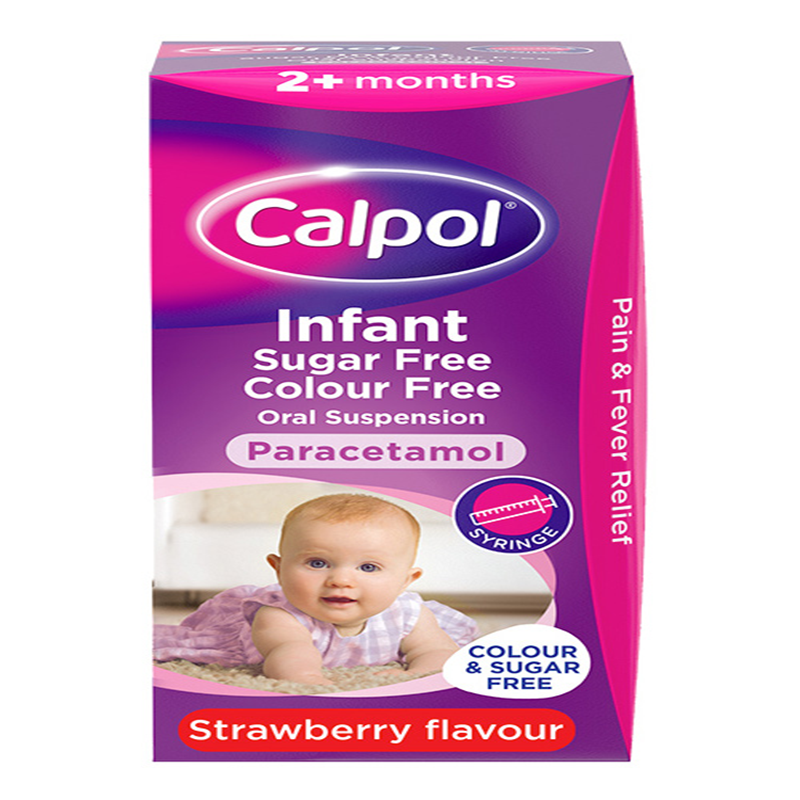 Calpol
2+ months
Calpol®
Infant
Sugar Free
Colour Free
Oral Suspension
Paracetamol
SYRINGE
COLOUR
& SUGAR
FREE
Strawberry flavour
Pain & Fever Relief